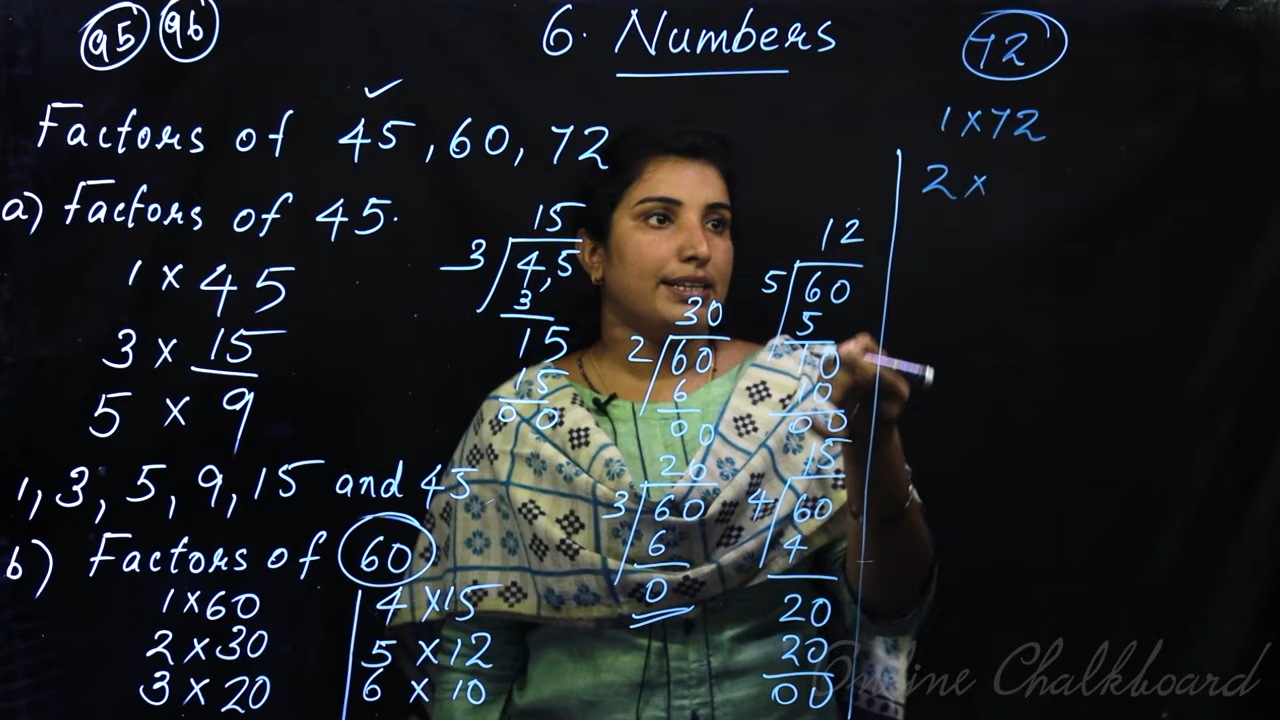 95 96
6. Numbers
72
Factors of 45, 60, 72
a) Factors of 45.
1 x 45
3 x 15
5 x 9
1, 3, 5, 9, 15 and 45
b) Factors of 60
1 x 60
2 x 30
3 x 20
4 x 15
5 x 12
6 x 10
15
3 4,5
3
15
15
00
30
2 60
6
00
20
3 60
6
0
12
5 60
5
10
10
00
15
4 60
4
20
20
00
1 x 72
2 x
Online Chalkboard